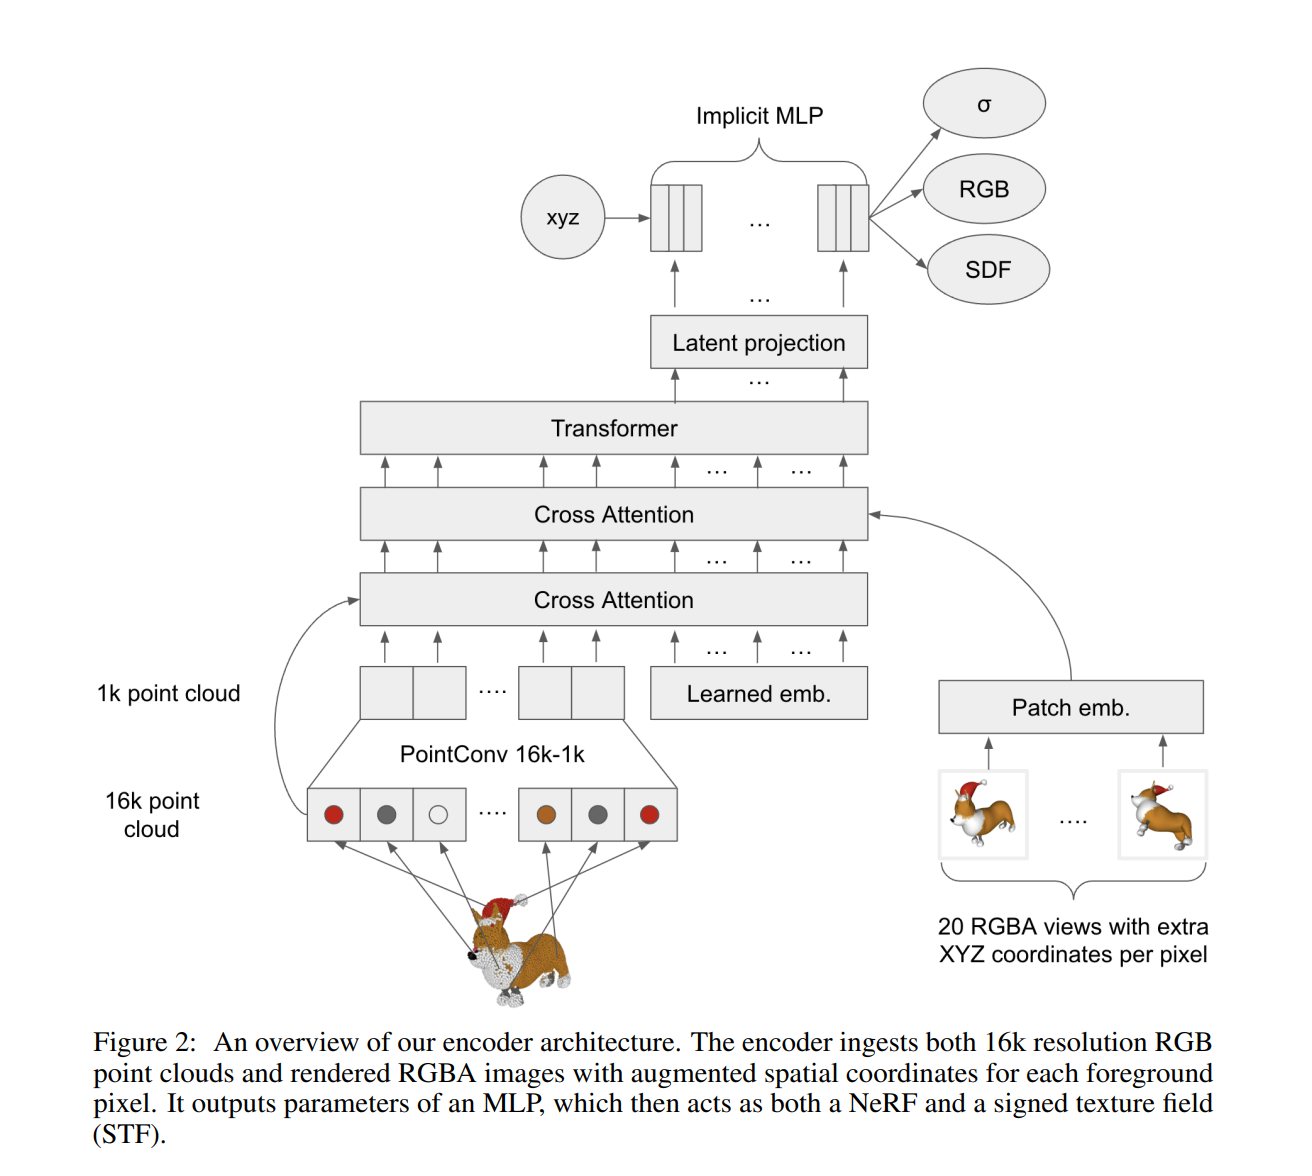 Implicit MLP
σ
xyz
...
RGB
SDF
...
Latent projection
...
Transformer
... ...
Cross Attention
... ...
Cross Attention
... ...
1k point cloud
....
Learned emb.
Patch emb.
PointConv 16k-1k
16k point
cloud
....
....
20 RGBA views with extra
XYZ coordinates per pixel
Figure 2: An overview of our encoder architecture. The encoder ingests both 16k resolution RGB
point clouds and rendered RGBA images with augmented spatial coordinates for each foreground
pixel. It outputs parameters of an MLP, which then acts as both a NeRF and a signed texture field
(STF).